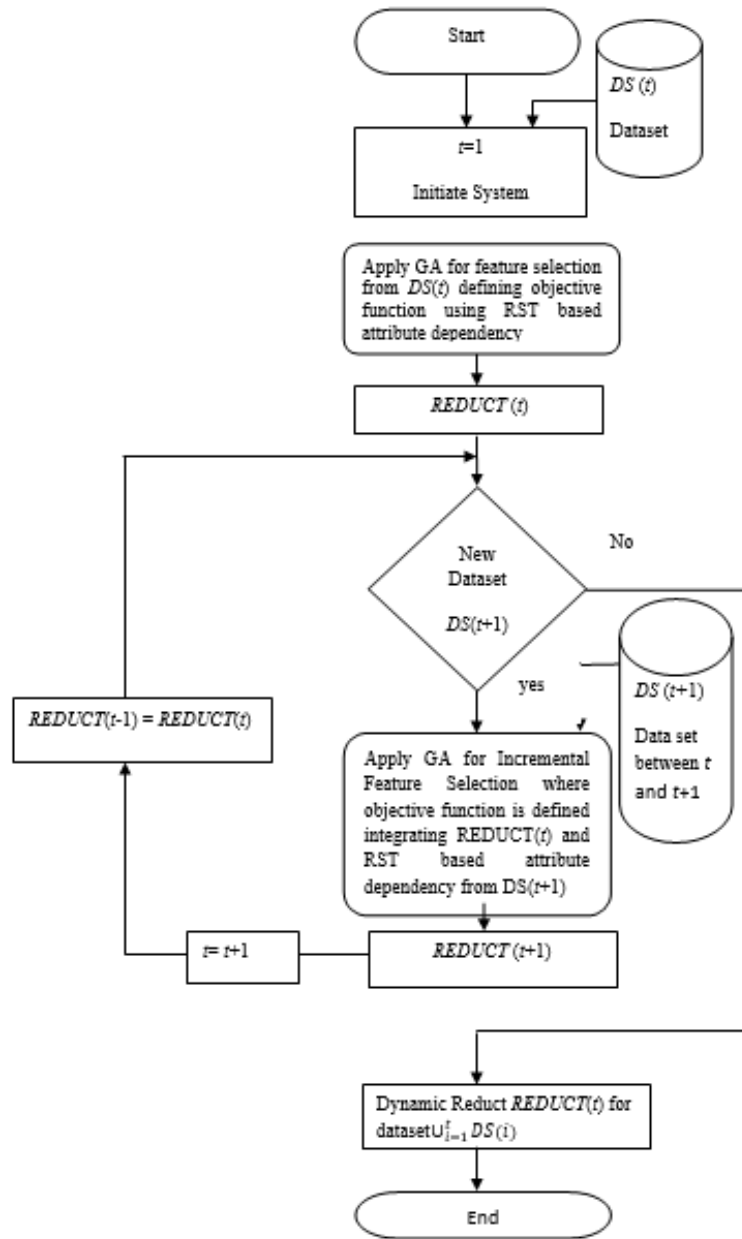 Start
DS (t)
Dataset
t=1
Initiate System
Apply GA for feature selection
from DS(t) defining objective
function using RST based
attribute dependency
REDUCT (t)
New
Dataset
DS(t+1)
No
yes
DS (t+1)
Data set
between t
and t+1
REDUCT(t-1) = REDUCT(t)
Apply GA for Incremental
Feature Selection where
objective function is defined
integrating REDUCT(t) and
RST based attribute
dependency from DS(t+1)
t= t+1
REDUCT (t+1)
Dynamic Reduct REDUCT(t) for
dataset∪ᵗᵢ₌₁ DS(i)
End